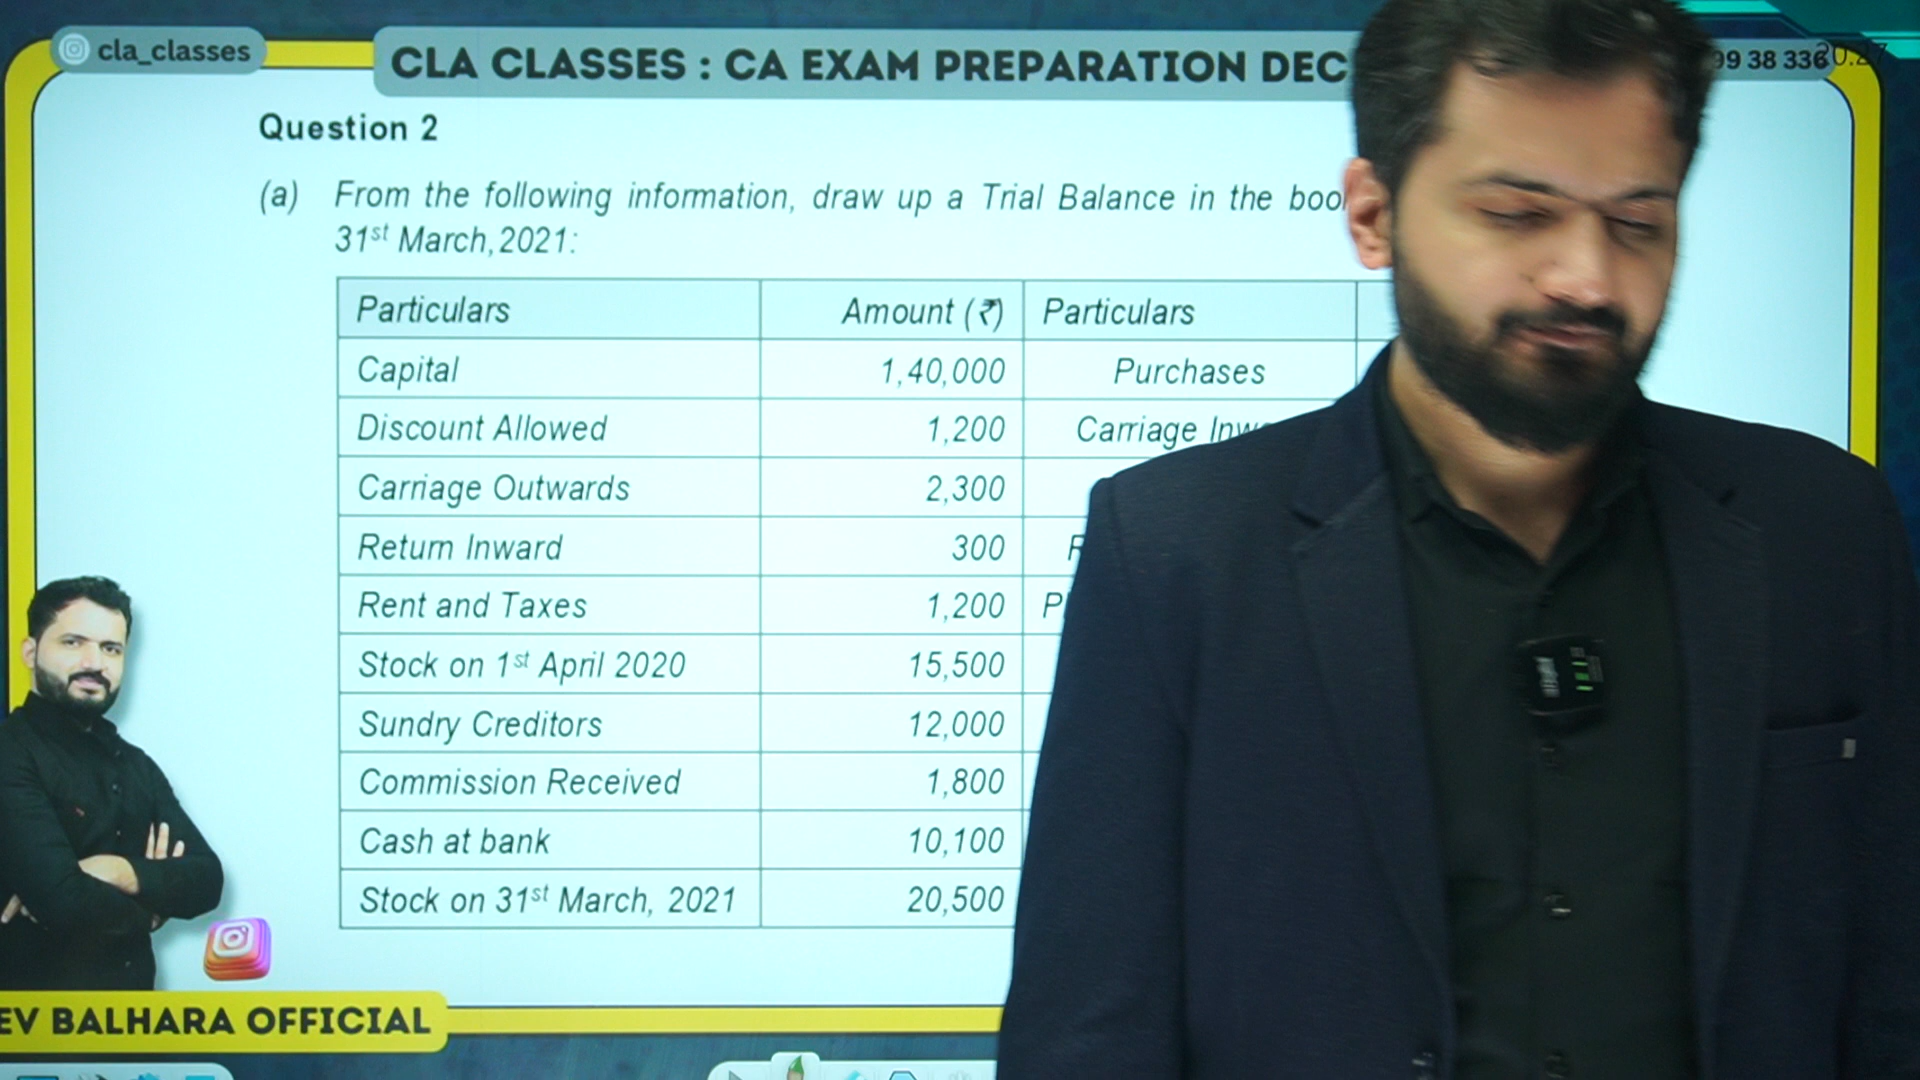 cla_classes
CLA CLASSES : CA EXAM PREPARATION DEC
99 38 336
Question 2
(a) From the following information, draw up a Trial Balance in the
31st March, 2021:
Particulars Amount (₹) Particulars
Capital 1,40,000 Purchases
Discount Allowed 1,200 Carriage
Carriage Outwards 2,300
Return Inward 300
Rent and Taxes 1,200
Stock on 1st April 2020 15,500
Sundry Creditors 12,000
Commission Received 1,800
Cash at bank 10,100
Stock on 31st March, 2021 20,500
EV BALHARA OFFICIAL